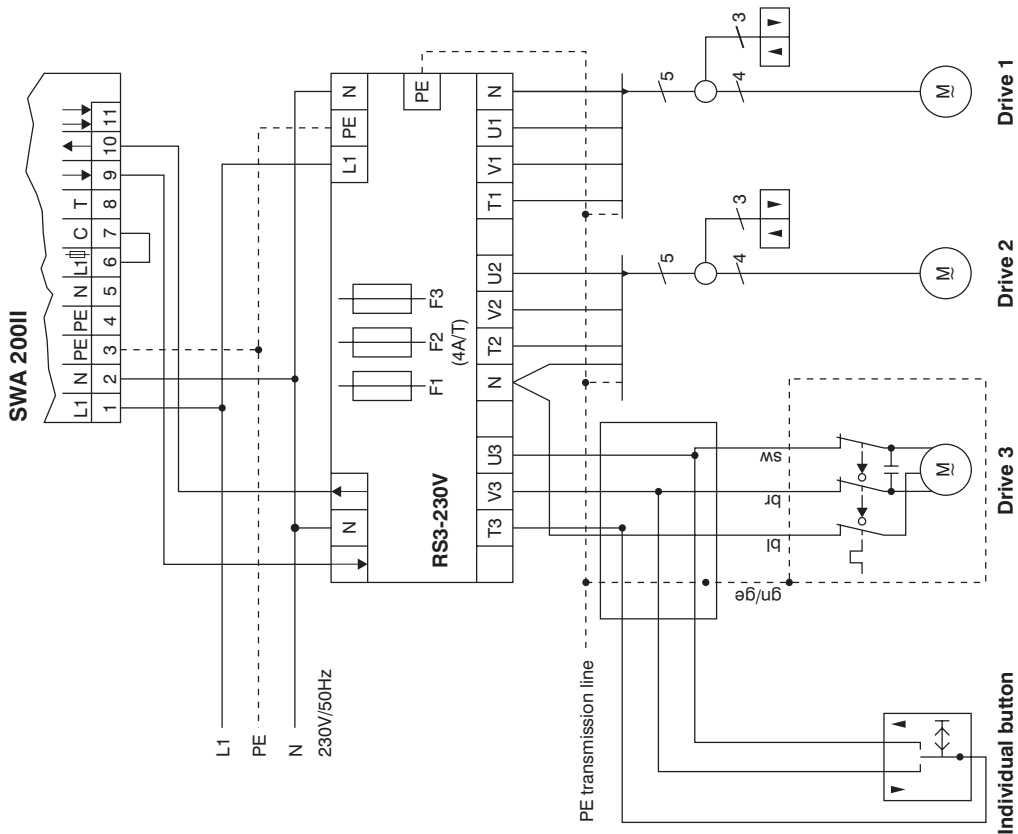 SWA 200II
L1 N PE PE N L1 C T
1 2 3 4 5 6 7 8 9 10 11
L1
PE
N
230V/50Hz
N L1 PE N
PE
RS3-230V
F1 F2 F3
(4A/T)
T3 V3 U3 N T2 V2 U2 T1 V1 U1 N
PE transmission line
5 5
4 3 4 3
gn/ge bl br sw
M~ M~ M~
Individual button Drive 3 Drive 2 Drive 1